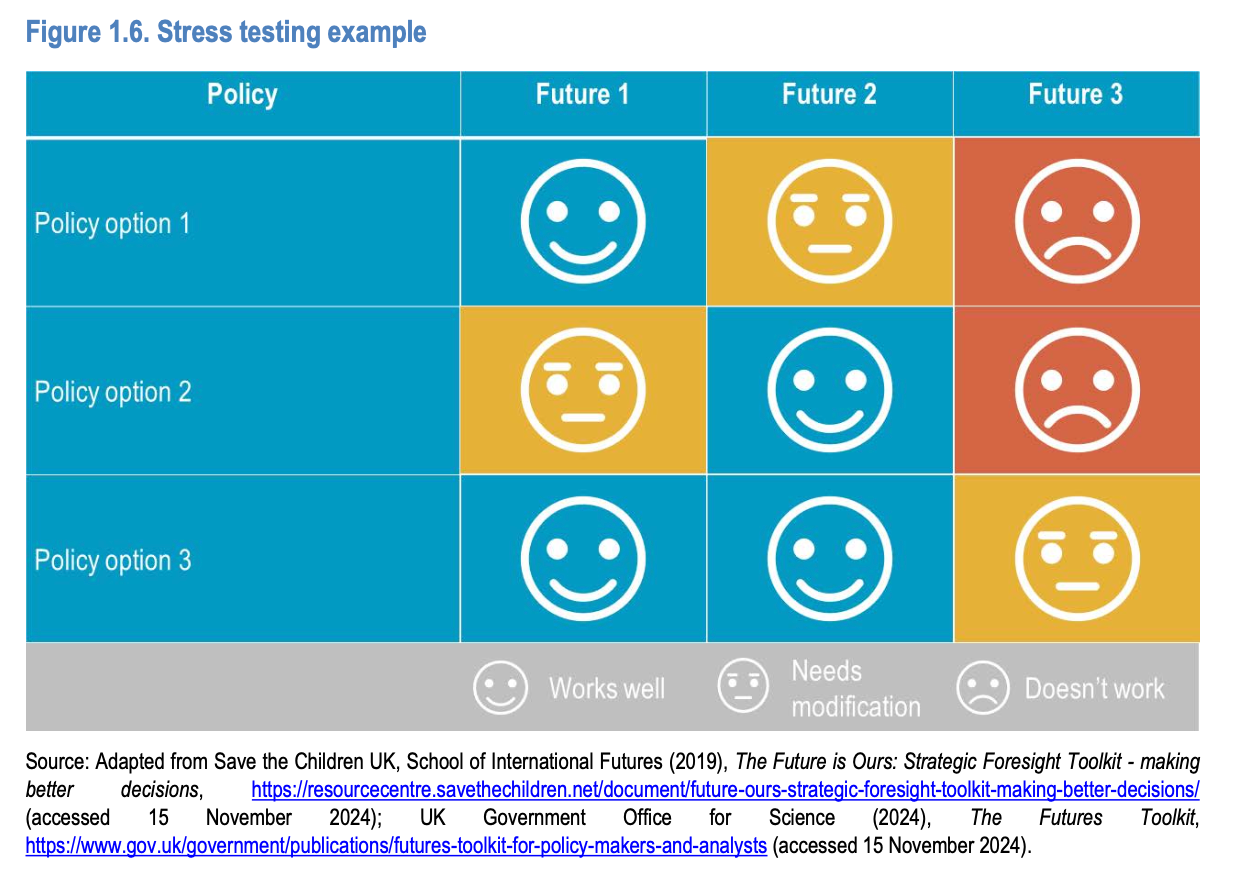 Figure 1.6. Stress testing example
Policy Future 1 Future 2 Future 3
Policy option 1
Policy option 2
Policy option 3
Works well Needs modification Doesn’t work
Source: Adapted from Save the Children UK, School of International Futures (2019), The Future is Ours: Strategic Foresight Toolkit - making
better decisions, https://resourcecentre.savethechildren.net/document/future-ours-strategic-foresight-toolkit-making-better-decisions/
(accessed 15 November 2024); UK Government Office for Science (2024), The Futures Toolkit,
https://www.gov.uk/government/publications/futures-toolkit-for-policy-makers-and-analysts (accessed 15 November 2024).